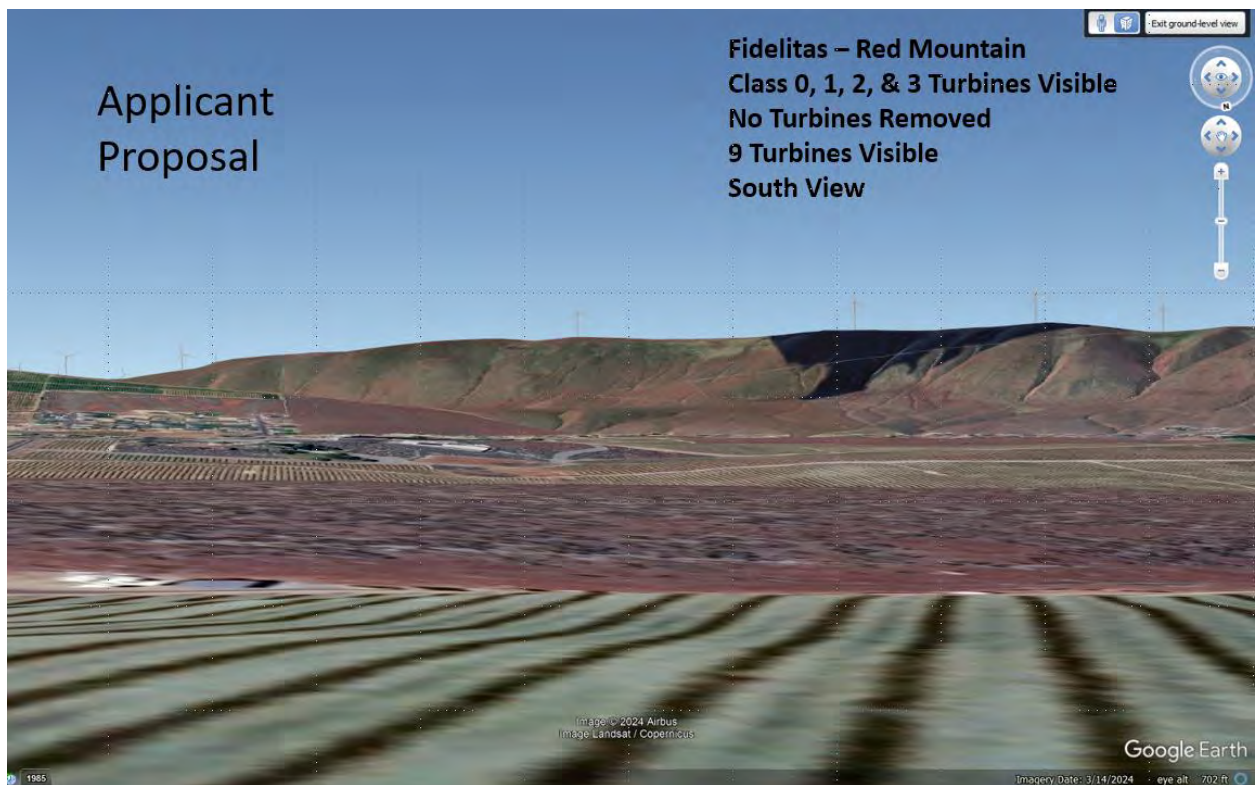 Exit ground-level view
Applicant
Proposal
Fidelitas – Red Mountain
Class 0, 1, 2, & 3 Turbines Visible
No Turbines Removed
9 Turbines Visible
South View
N
Image © 2024 Airbus
Image Landsat / Copernicus
Google Earth
1985
Imagery Date: 3/14/2024 eye alt 702 ft